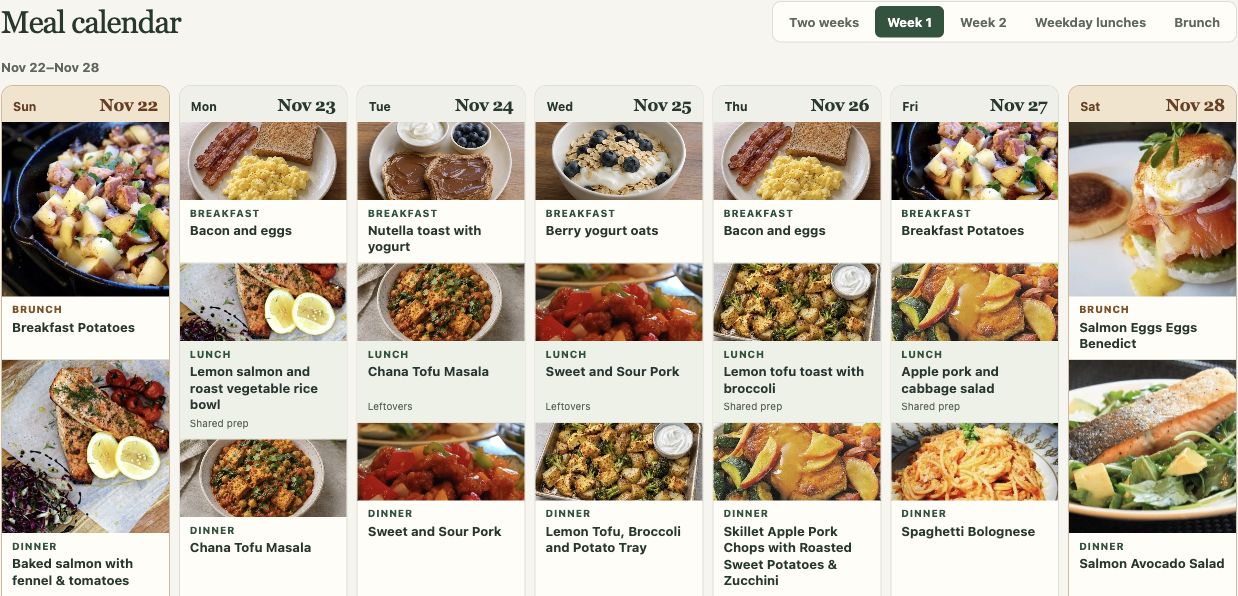 Meal calendar
Two weeks
Week 1
Week 2
Weekday lunches
Brunch
Nov 22–Nov 28
Sun
Nov 22
BRUNCH
Breakfast Potatoes
DINNER
Baked salmon with
fennel & tomatoes
Mon
Nov 23
BREAKFAST
Bacon and eggs
LUNCH
Lemon salmon and
roast vegetable rice
bowl
Shared prep
DINNER
Chana Tofu Masala
Tue
Nov 24
BREAKFAST
Nutella toast with
yogurt
LUNCH
Chana Tofu Masala
Leftovers
DINNER
Sweet and Sour Pork
Wed
Nov 25
BREAKFAST
Berry yogurt oats
LUNCH
Sweet and Sour Pork
Leftovers
DINNER
Lemon Tofu, Broccoli
and Potato Tray
Thu
Nov 26
BREAKFAST
Bacon and eggs
LUNCH
Lemon tofu toast with
broccoli
Shared prep
DINNER
Skillet Apple Pork
Chops with Roasted
Sweet Potatoes &
Zucchini
Fri
Nov 27
BREAKFAST
Breakfast Potatoes
LUNCH
Apple pork and
cabbage salad
Shared prep
DINNER
Spaghetti Bolognese
Sat
Nov 28
BRUNCH
Salmon Eggs Eggs
Benedict
DINNER
Salmon Avocado Salad